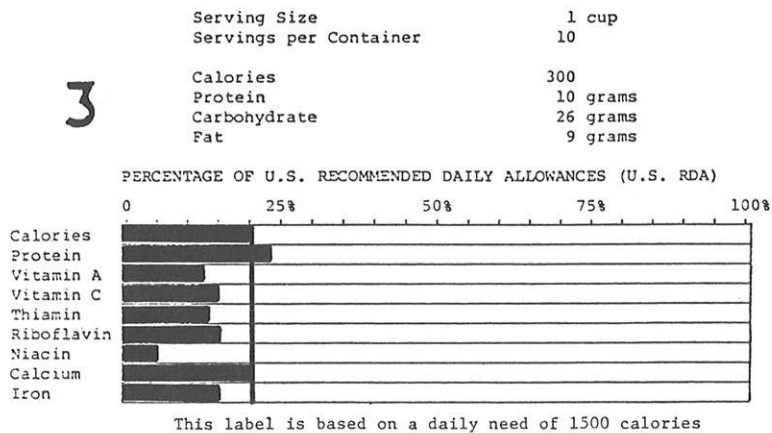 Serving Size 1 cup
Servings per Container 10
3
Calories 300
Protein 10 grams
Carbohydrate 26 grams
Fat 9 grams
PERCENTAGE OF U.S. RECOMMENDED DAILY ALLOWANCES (U.S. RDA)
0 25% 50% 75% 100%
Calories
Protein
Vitamin A
Vitamin C
Thiamin
Riboflavin
Niacin
Calcium
Iron
This label is based on a daily need of 1500 calories